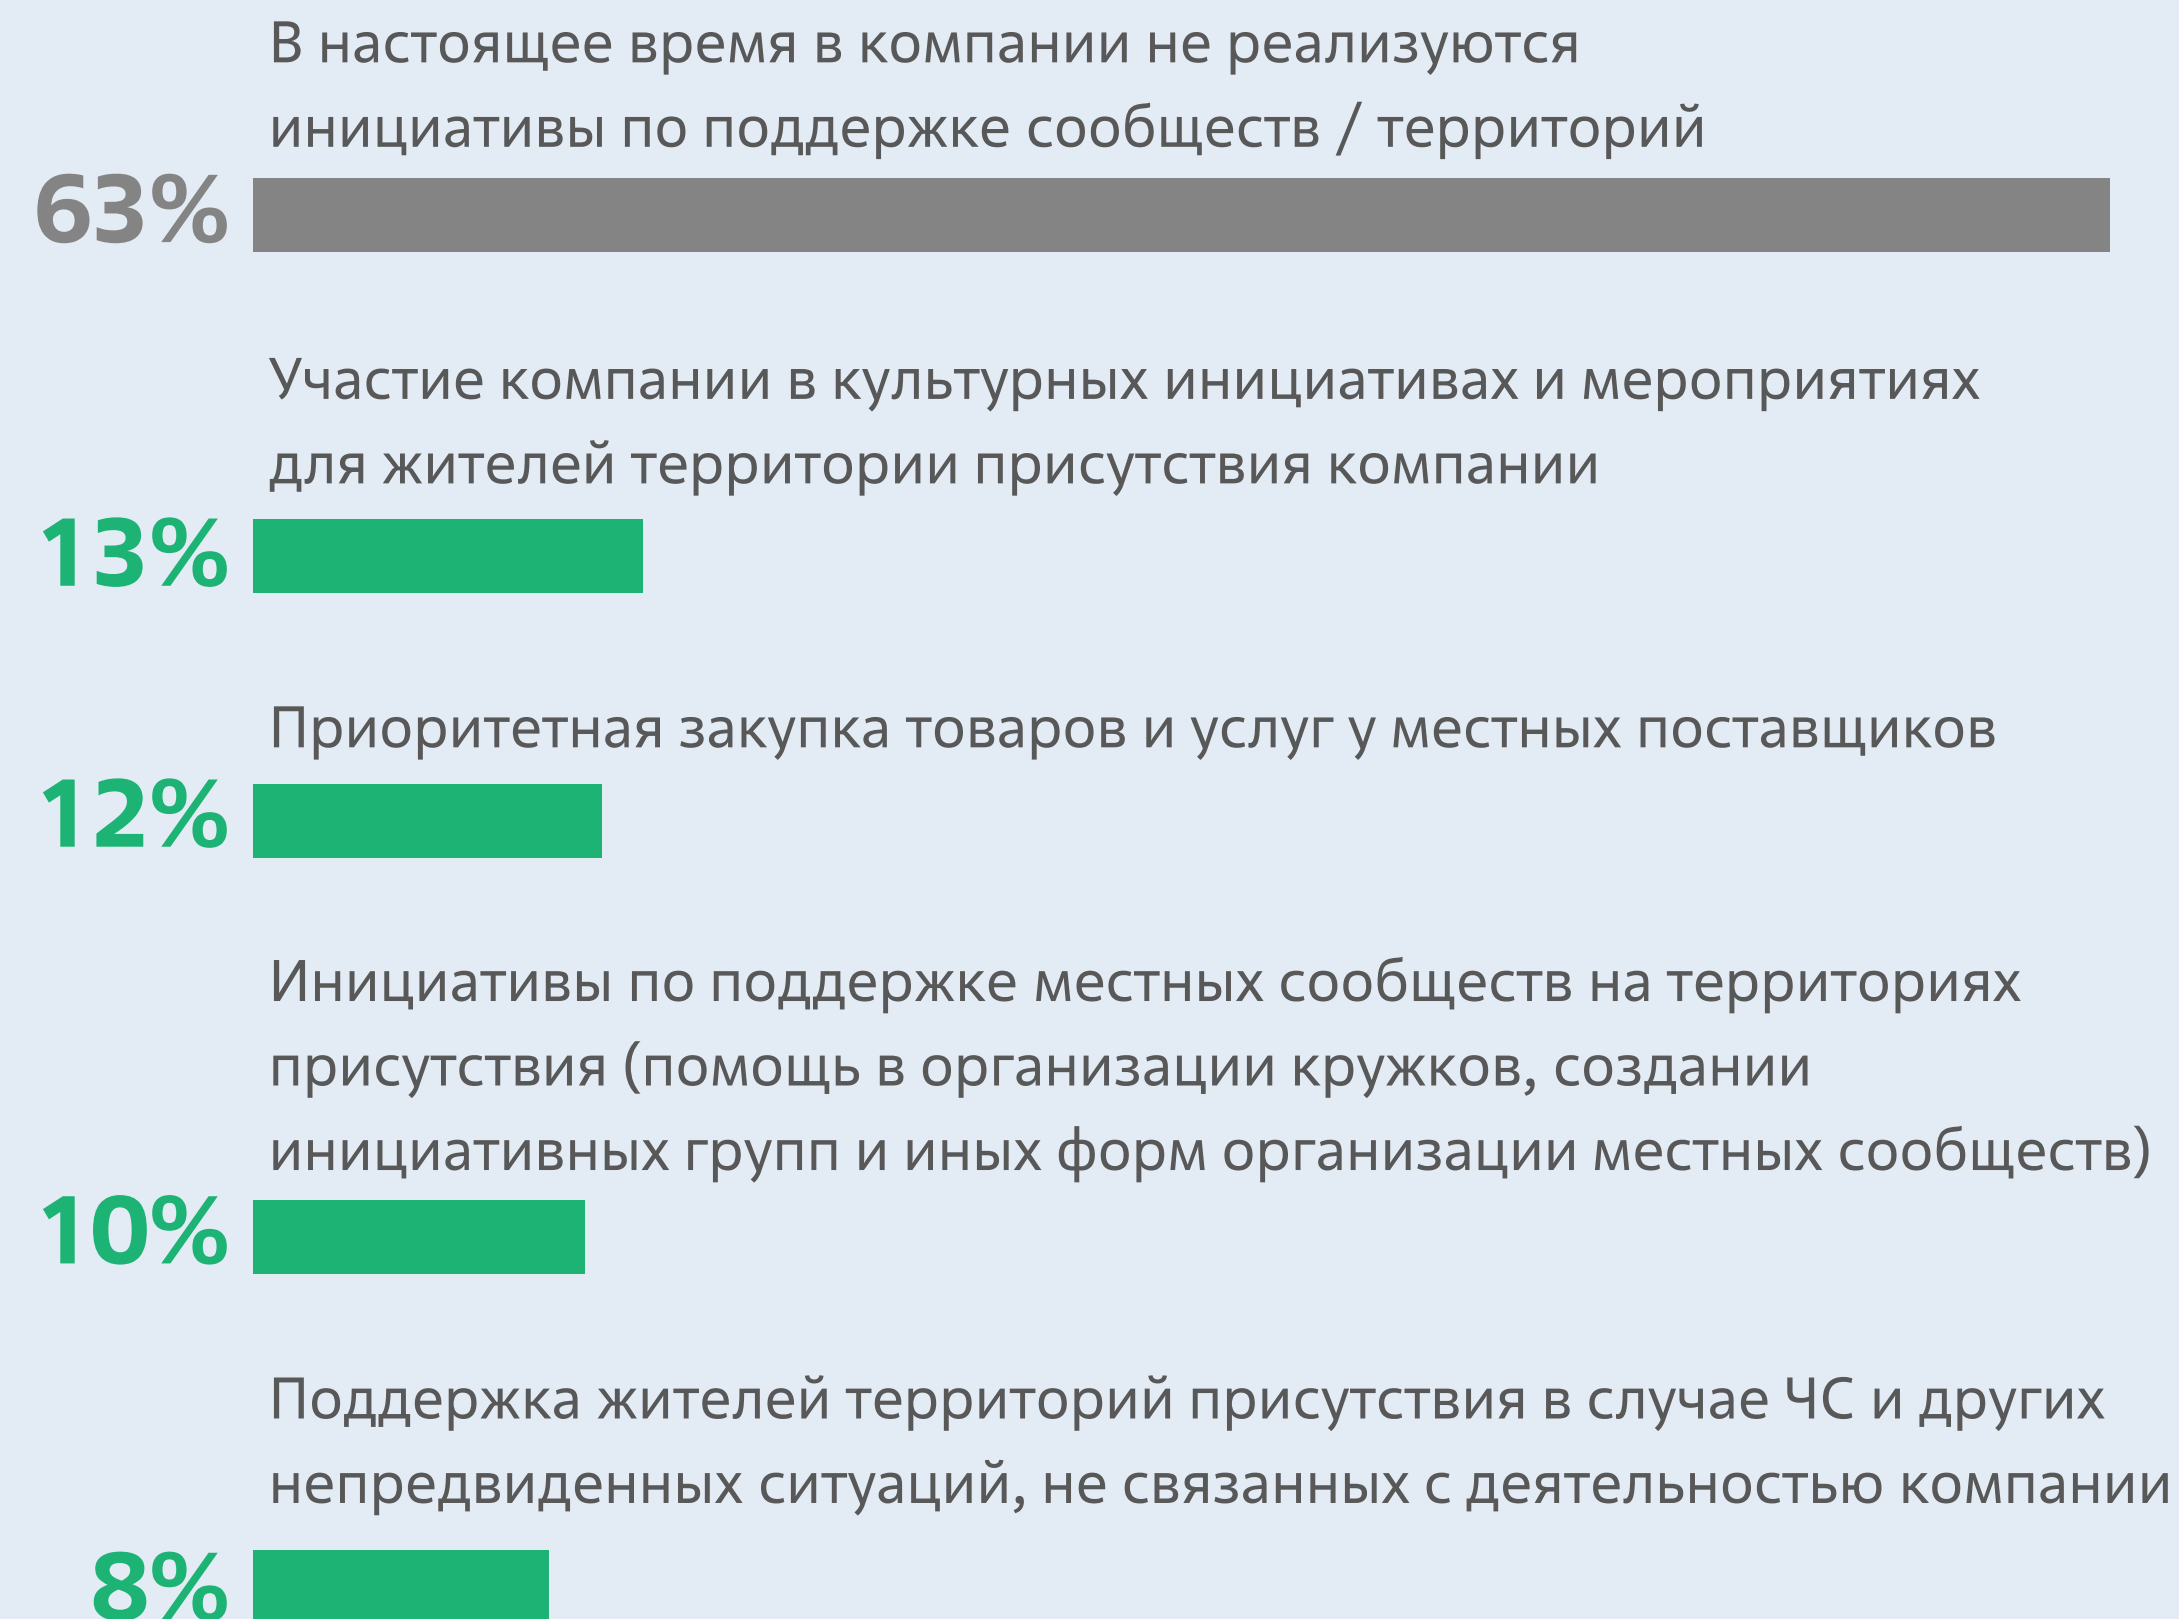 В настоящее время в компании не реализуются
инициативы по поддержке сообществ / территорий
63%
Участие компании в культурных инициативах и мероприятиях
для жителей территории присутствия компании
13%
Приоритетная закупка товаров и услуг у местных поставщиков
12%
Инициативы по поддержке местных сообществ на территориях
присутствия (помощь в организации кружков, создании
инициативных групп и иных форм организации местных сообществ)
10%
Поддержка жителей территорий присутствия в случае ЧС и других
непредвиденных ситуаций, не связанных с деятельностью компании
8%